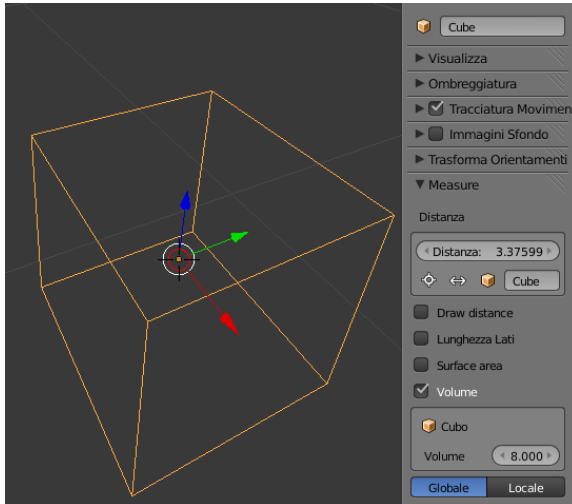 Cube
Visualizza
Ombreggiatura
Tracciatura Movimen
Immagini Sfondo
Trasforma Orientamenti
Measure
Distanza
Distanza: 3.37599
Cube
Draw distance
Lunghezza Lati
Surface area
Volume
Cubo
Volume 8.000
Globale Locale